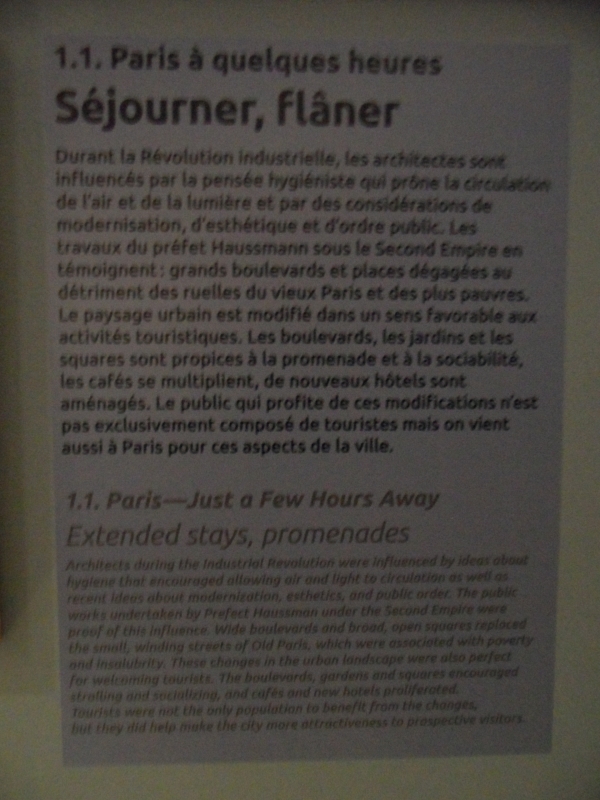 1.1. Paris à quelques heures
Séjourner, flâner
Durant la Révolution industrielle, les architectes sont
influencés par la pensée hygiéniste qui prône la circulation
de l'air et de la lumière et par des considérations de
modernisation, d'esthétique et d'ordre public. Les
travaux du préfet Haussmann sous le Second Empire en
témoignent : grands boulevards et places dégagées au
détriment des ruelles du vieux Paris et des plus pauvres.
Le paysage urbain est modifié dans un sens favorable aux
activités touristiques. Les boulevards, les jardins et les
squares sont propices à la promenade et à la sociabilité,
les cafés se multiplient, de nouveaux hôtels sont
aménagés. Le public qui profite de ces modifications n'est
pas exclusivement composé de touristes mais on vient
aussi à Paris pour ces aspects de la ville.
1.1. Paris—Just a Few Hours Away
Extended stays, promenades
Architects during the Industrial Revolution were influenced by ideas about
hygiene that encouraged allowing air and light to circulation as well as
recent ideas about modernization, esthetics, and public order. The public
works undertaken by Prefect Haussman under the Second Empire were
proof of this influence. Wide boulevards and broad, open squares replaced
the small, winding streets of Old Paris, which were associated with poverty
and insalubrity. These changes in the urban landscape were also perfect
for welcoming tourists. The boulevards, gardens and squares encouraged
strolling and socializing, and cafés and new hotels proliferated.
Tourists were not the only population to benefit from the changes,
but they did help make the city more attractiveness to prospective visitors.